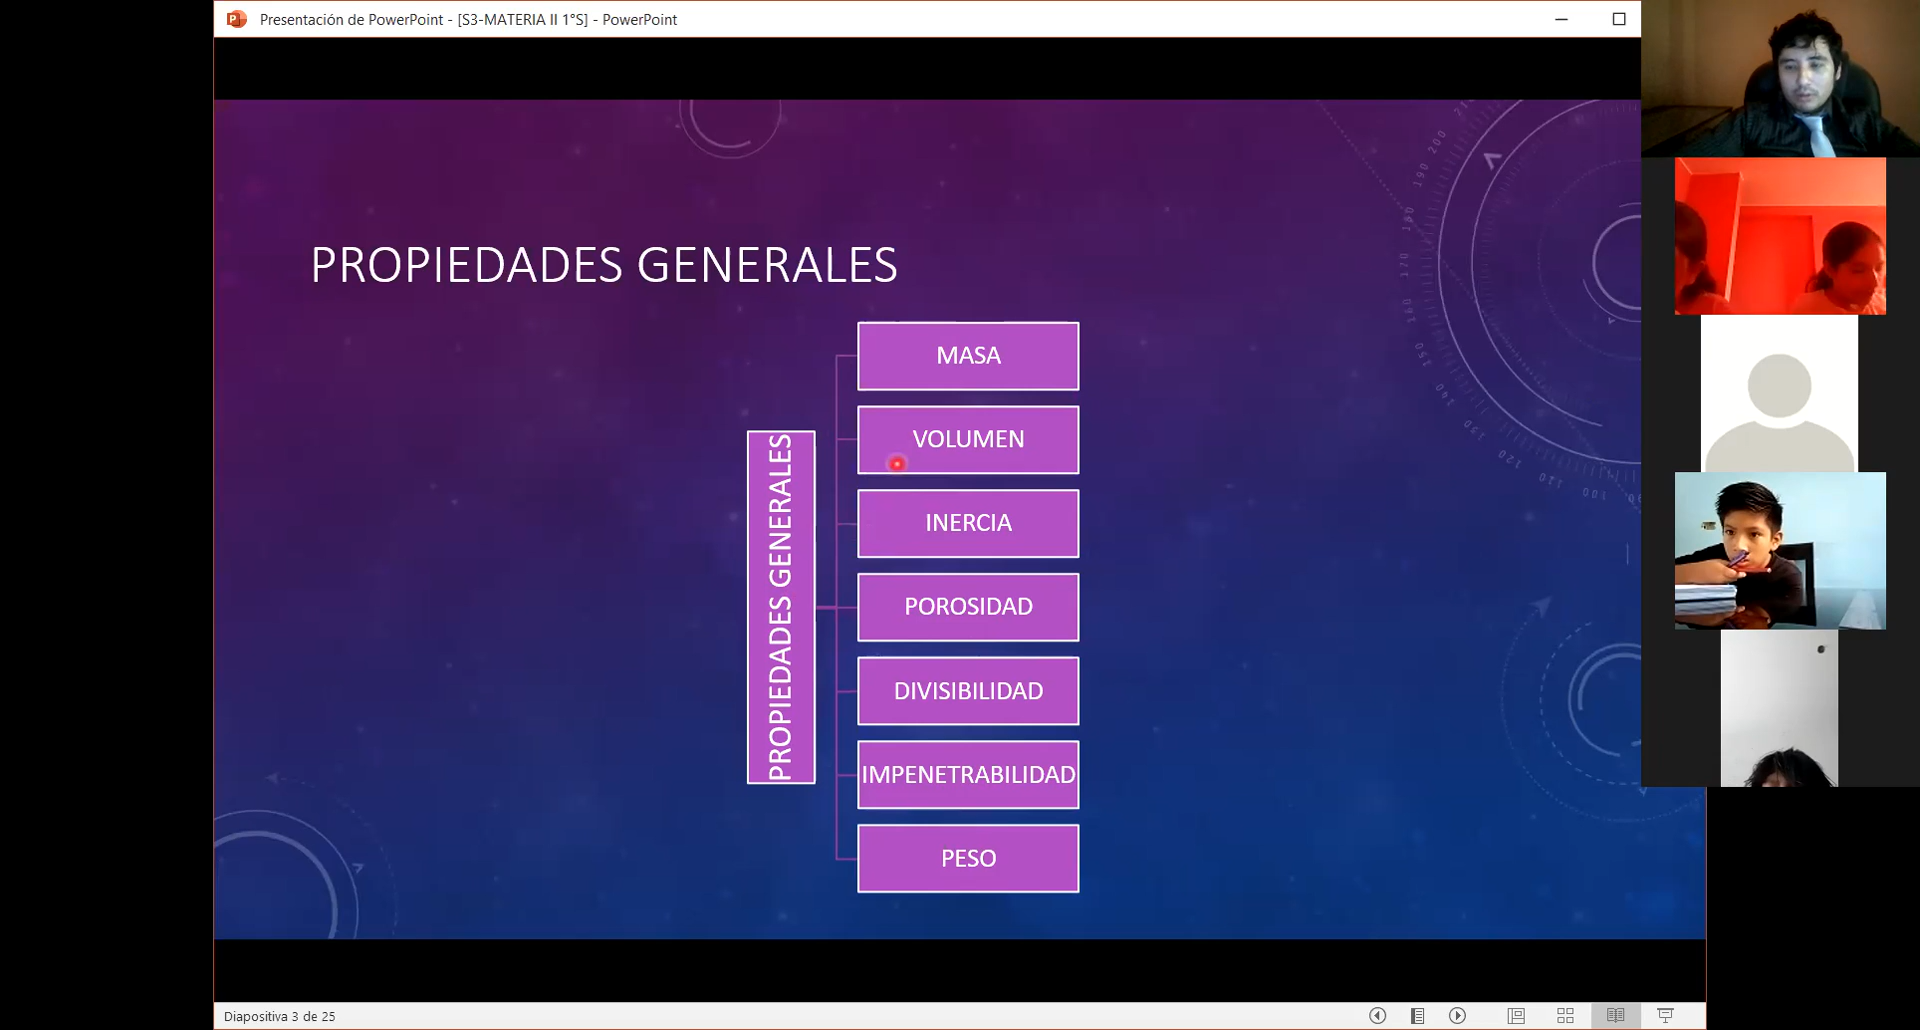 Presentación de PowerPoint - [S3-MATERIA II 1°S] - PowerPoint
PROPIEDADES GENERALES
PROPIEDADES GENERALES
MASA
VOLUMEN
INERCIA
POROSIDAD
DIVISIBILIDAD
IMPENETRABILIDAD
PESO
Diapositiva 3 de 25